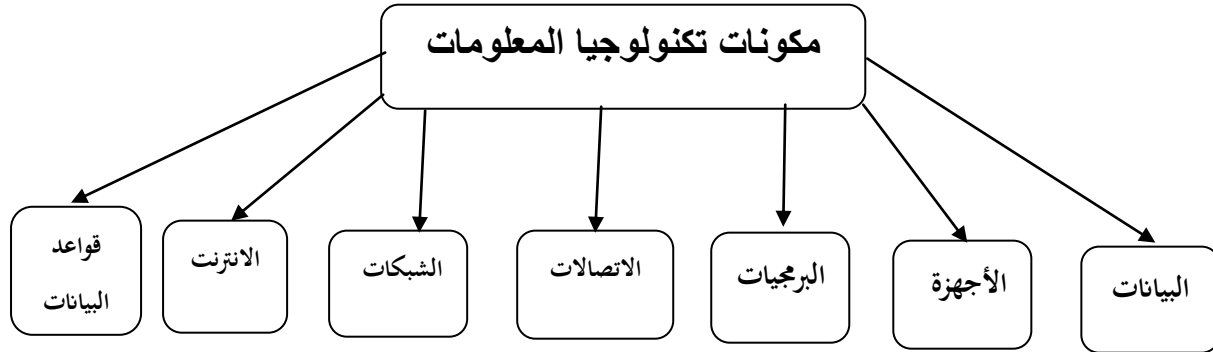 مكونات تكنولوجيا المعلومات
البيانات
الأجهزة
البرمجيات
الاتصالات
الشبكات
الانترنت
قواعد
البيانات